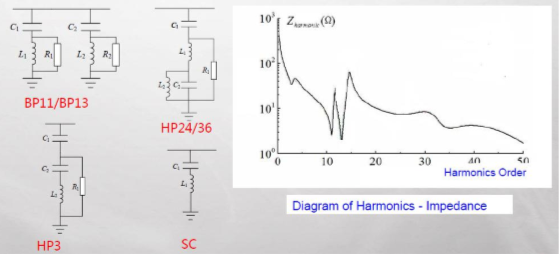 C1
C2
L1
R1
L2
R2
BP11/BP13
C1
L1
R1
L2
C2
HP24/36
C1
C2
L2
R1
HP3
C1
L1
SC
10³
Zharmonic(Ω)
10²
10¹
10⁰
0
10
20
30
40
50
Harmonics Order
Diagram of Harmonics - Impedance